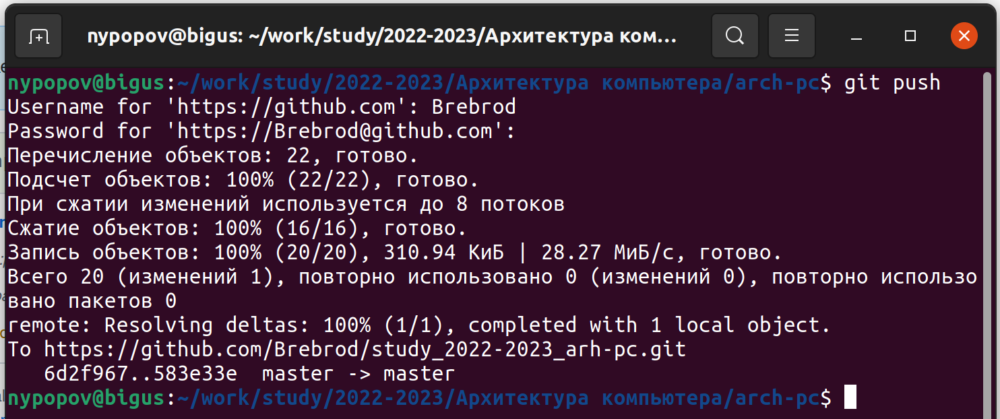 nypopov@bigus: ~/work/study/2022-2023/Архитектура ком...
nypopov@bigus:~/work/study/2022-2023/Архитектура компьютера/arch-pc$ git push
Username for 'https://github.com': Brebrod
Password for 'https://Brebrod@github.com':
Перечисление объектов: 22, готово.
Подсчет объектов: 100% (22/22), готово.
При сжатии изменений используется до 8 потоков
Сжатие объектов: 100% (16/16), готово.
Запись объектов: 100% (20/20), 310.94 КиБ | 28.27 МиБ/с, готово.
Всего 20 (изменений 1), повторно использовано 0 (изменений 0), повторно использо
вано пакетов 0
remote: Resolving deltas: 100% (1/1), completed with 1 local object.
To https://github.com/Brebrod/study_2022-2023_arh-pc.git
   6d2f967..583e33e  master -> master
nypopov@bigus:~/work/study/2022-2023/Архитектура компьютера/arch-pc$